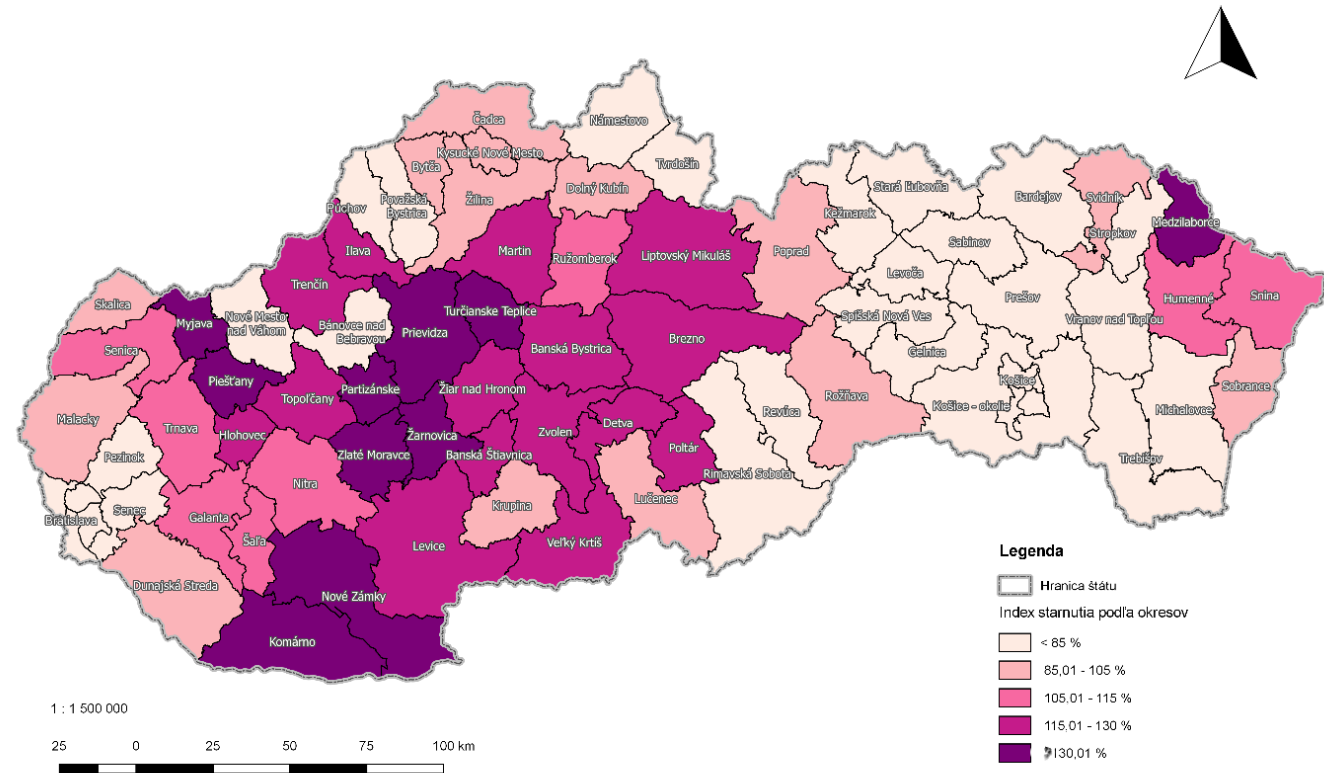 Čadca
Námestovo
Kysucké Nové Mesto
Bytča
Tvrdošín
Dolný Kubín
Stará Ľubovňa
Bardejov
Svidník
Púchov
Považská
Bystrica
Žilina
Kežmarok
Medzilaborce
Stropkov
Sabinov
Ilava
Martin
Ružomberok
Liptovský Mikuláš
Poprad
Levoča
Trenčín
Prešov
Humenné
Snina
Skalica
Myjava
Nové Mesto
nad Váhom
Bánovce nad
Bebravou
Prievidza
Turčianske Teplice
Spišská Nová Ves
Vranov nad Topľou
Senica
Banská Bystrica
Brezno
Gelnica
Piešťany
Partizánske
Žiar nad Hronom
Košice
Sobrance
Topoľčany
Rožňava
Malacky
Trnava
Hlohovec
Žarnovica
Zvolen
Detva
Revúca
Košice - okolie
Michalovce
Pezinok
Zlaté Moravce
Banská Štiavnica
Poltár
Rimavská Sobota
Trebišov
Nitra
Bratislava
Senec
Galanta
Krupina
Lučenec
Šaľa
Levice
Veľký Krtíš
Dunajská Streda
Nové Zámky
Komárno
Legenda
Hranica štátu
Index starnutia podľa okresov
< 85 %
85,01 - 105 %
105,01 - 115 %
115,01 - 130 %
130,01 %
1 : 1 500 000
25 0 25 50 75 100 km